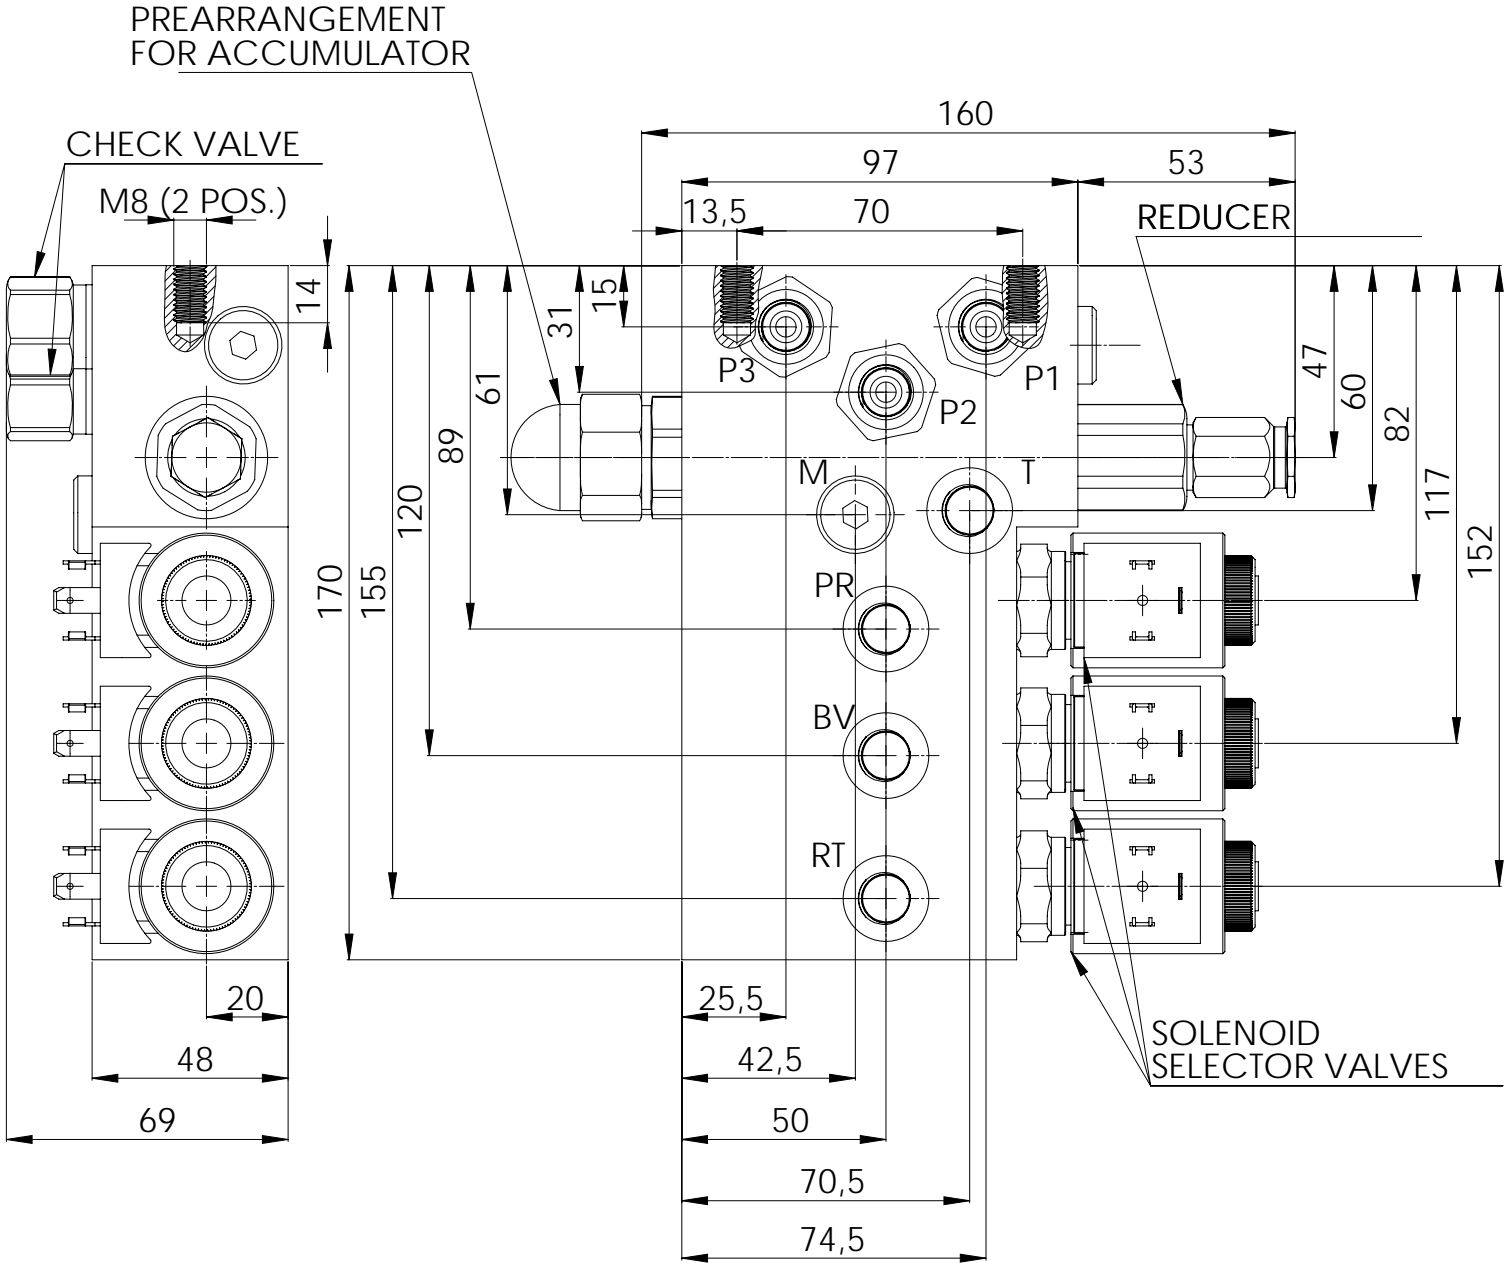 PREARRANGEMENT
FOR ACCUMULATOR
160
CHECK VALVE
97
53
M8 (2 POS.)
13,5
70
REDUCER
14
31
15
61
47
60
82
P3
P1
P2
89
M
T
117
120
152
170
155
PR
BV
RT
20
25,5
SOLENOID
SELECTOR VALVES
48
42,5
69
50
70,5
74,5